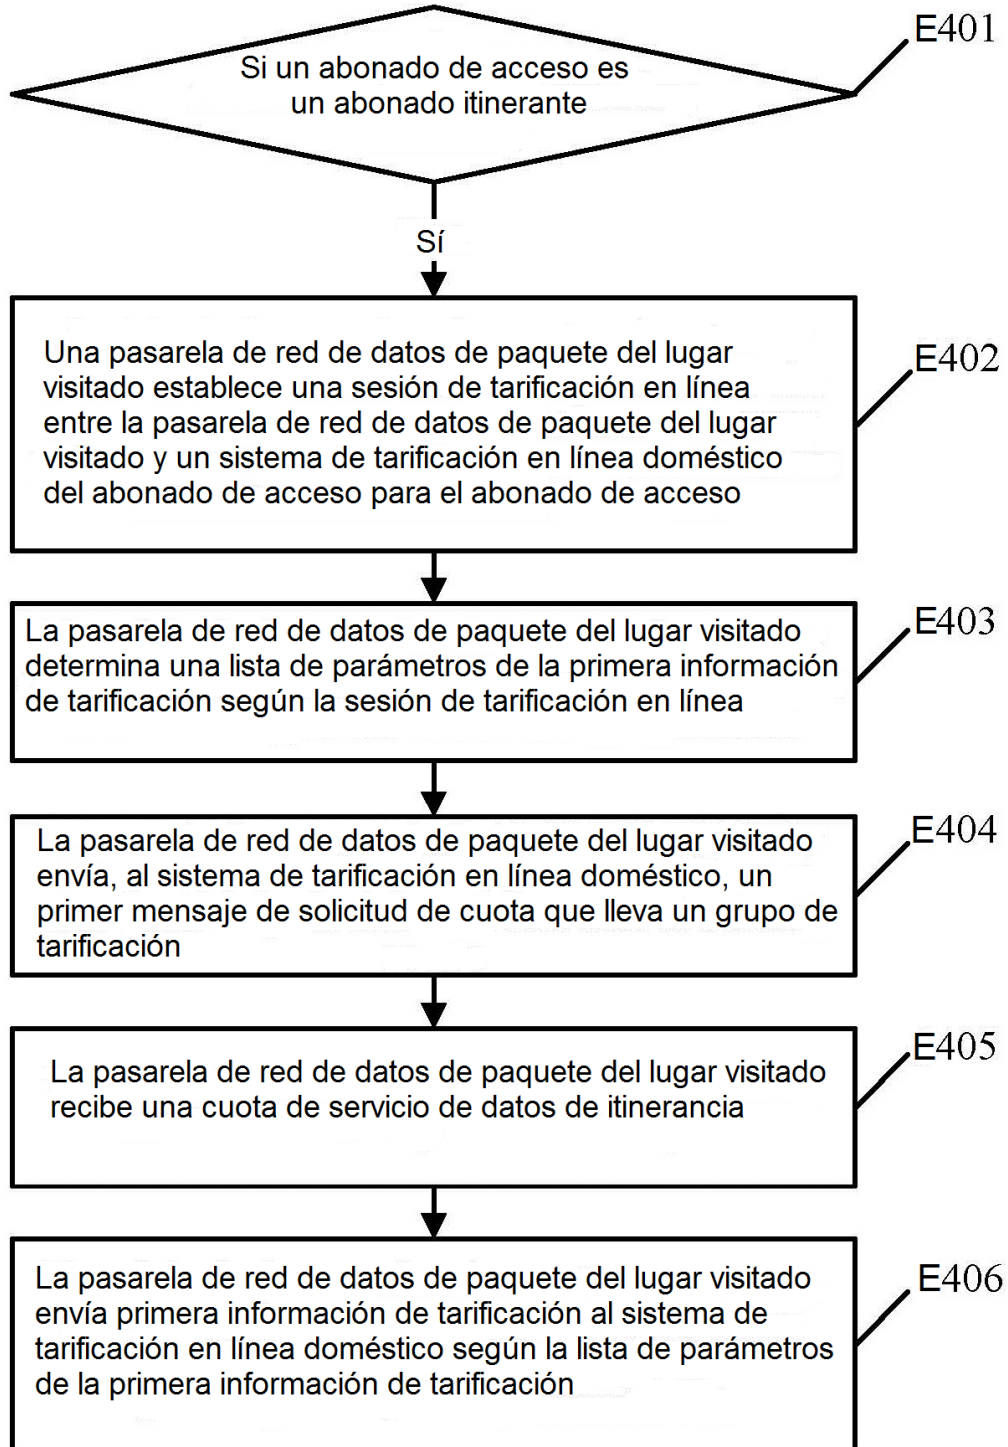 E401
Si un abonado de acceso es
un abonado itinerante
Sí
E402
Una pasarela de red de datos de paquete del lugar
visitado establece una sesión de tarificación en línea
entre la pasarela de red de datos de paquete del lugar
visitado y un sistema de tarificación en línea doméstico
del abonado de acceso para el abonado de acceso
E403
La pasarela de red de datos de paquete del lugar visitado
determina una lista de parámetros de la primera información
de tarificación según la sesión de tarificación en línea
E404
La pasarela de red de datos de paquete del lugar visitado
envía, al sistema de tarificación en línea doméstico, un
primer mensaje de solicitud de cuota que lleva un grupo de
tarificación
E405
La pasarela de red de datos de paquete del lugar visitado
recibe una cuota de servicio de datos de itinerancia
E406
La pasarela de red de datos de paquete del lugar visitado
envía primera información de tarificación al sistema de
tarificación en línea doméstico según la lista de parámetros
de la primera información de tarificación